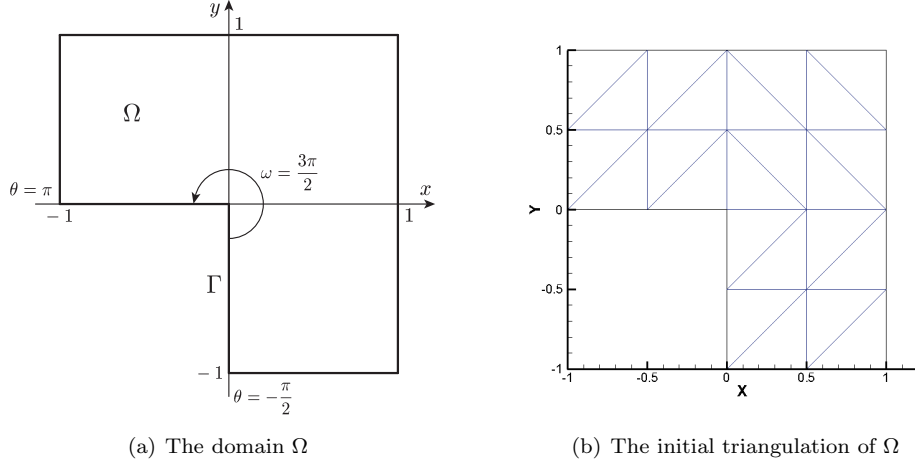 y
1
Ω
ω = 3π/2
θ = π
x
−1
1
Γ
−1
θ = −π/2
(a) The domain Ω
1
0.5
Y
0
-0.5
-1
-1 -0.5 0 0.5 1
X
(b) The initial triangulation of Ω